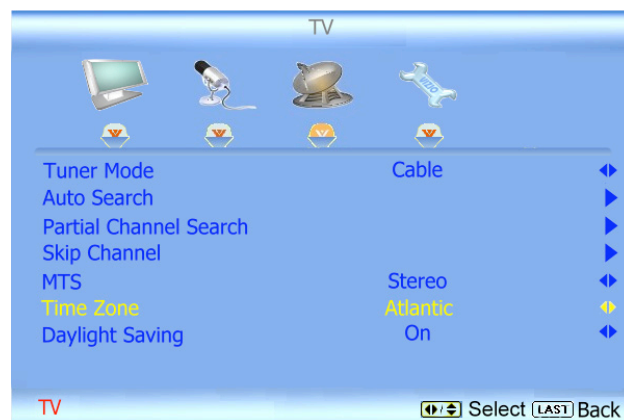 TV
VIZIO
Tuner Mode Cable
Auto Search
Partial Channel Search
Skip Channel
MTS Stereo
Time Zone Atlantic
Daylight Saving On
TV Select LAST Back